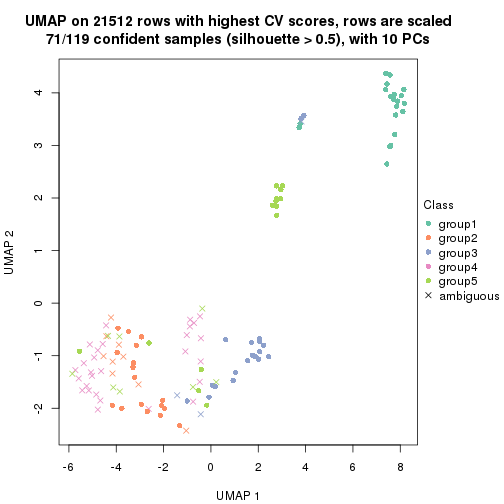 UMAP on 21512 rows with highest CV scores, rows are scaled
71/119 confident samples (silhouette > 0.5), with 10 PCs
4
3
2
1
0
-1
-2
UMAP 2
-6
-4
-2
0
2
4
6
8
UMAP 1
Class
group1
group2
group3
group4
group5
ambiguous